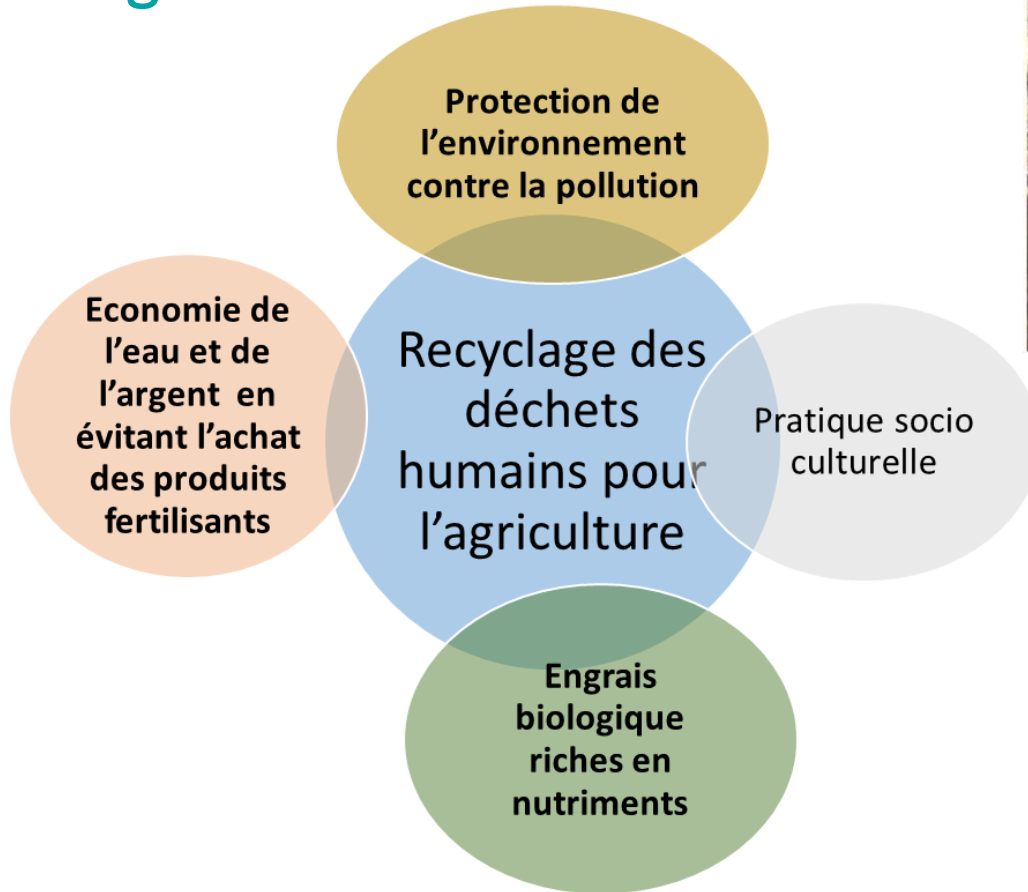 Protection de
l’environnement
contre la pollution
Economie de
l’eau et de
l’argent en
évitant l’achat
des produits
fertilisants
Recyclage des
déchets
humains pour
l’agriculture
Pratique socio
culturelle
Engrais
biologique
riches en
nutriments